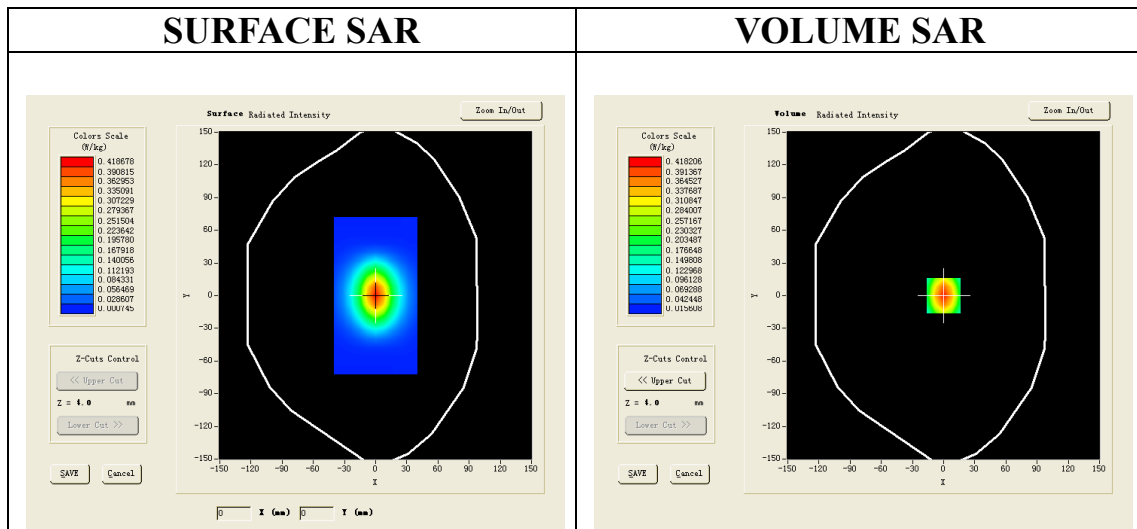 SURFACE SAR
VOLUME SAR
Surface Radiated Intensity
Zoom In/Out
Colors Scale
(W/kg)
0.418678
0.390815
0.362953
0.335091
0.307229
0.279367
0.251504
0.223642
0.195780
0.167918
0.140056
0.112193
0.084331
0.056469
0.028607
0.000745
150
120
90
60
30
0
-30
-60
-90
-120
-150
Y
-150 -120 -90 -60 -30 0 30 60 90 120 150
X
Z-Cuts Control
<< Upper Cut
Z = 4.0 mm
Lower Cut >>
SAVE Cancel
0 X (mm) 0 Y (mm)
Volume Radiated Intensity
Zoom In/Out
Colors Scale
(W/kg)
0.418206
0.391367
0.364527
0.337687
0.310847
0.284007
0.257167
0.230327
0.203487
0.176648
0.149808
0.122968
0.096128
0.069288
0.042448
0.015608
150
120
90
60
30
0
-30
-60
-90
-120
-150
Y
-150 -120 -90 -60 -30 0 30 60 90 120 150
X
Z-Cuts Control
<< Upper Cut
Z = 4.0 mm
Lower Cut >>
SAVE Cancel